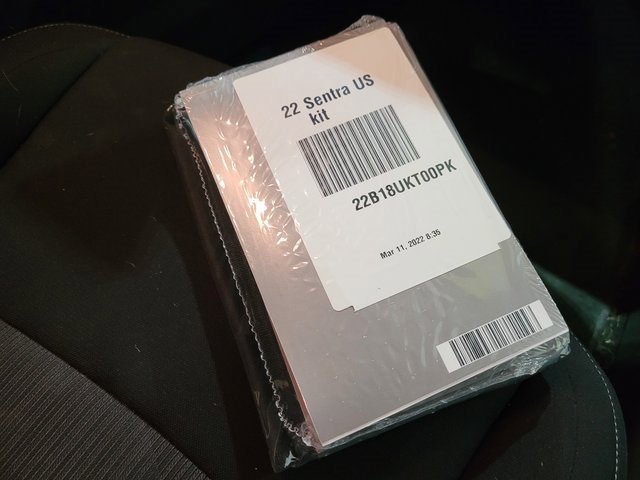 22 Sentra US
kit
22B18UKT00PK
Mar 11, 2022 8:35